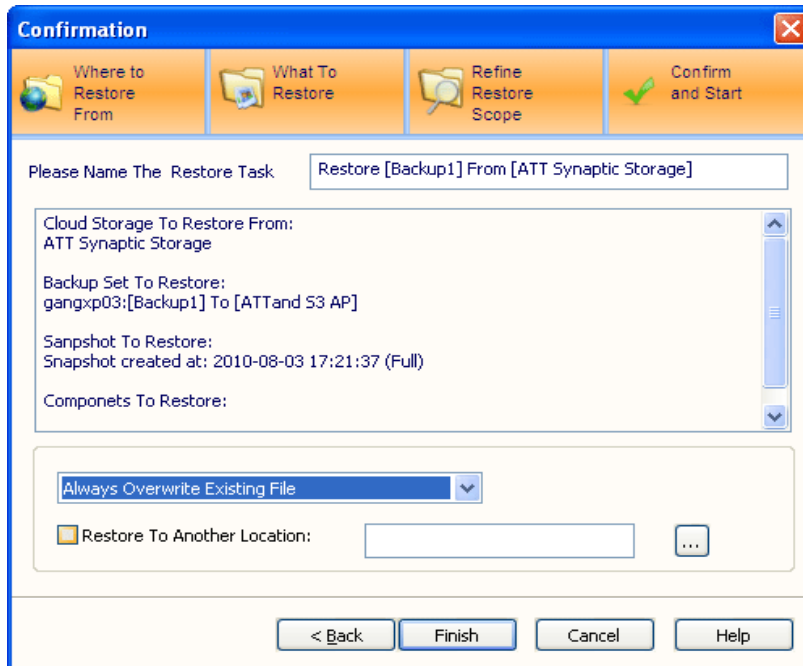 Confirmation
Where to
Restore
From
What To
Restore
Refine
Restore
Scope
Confirm
and Start
Please Name The Restore Task
Restore [Backup1] From [ATT Synaptic Storage]
Cloud Storage To Restore From:
ATT Synaptic Storage
Backup Set To Restore:
gangxp03:[Backup1] To [ATTand S3 AP]
Sanpshot To Restore:
Snapshot created at: 2010-08-03 17:21:37 (Full)
Componets To Restore:
Always Overwrite Existing File
Restore To Another Location:
...
< Back
Finish
Cancel
Help